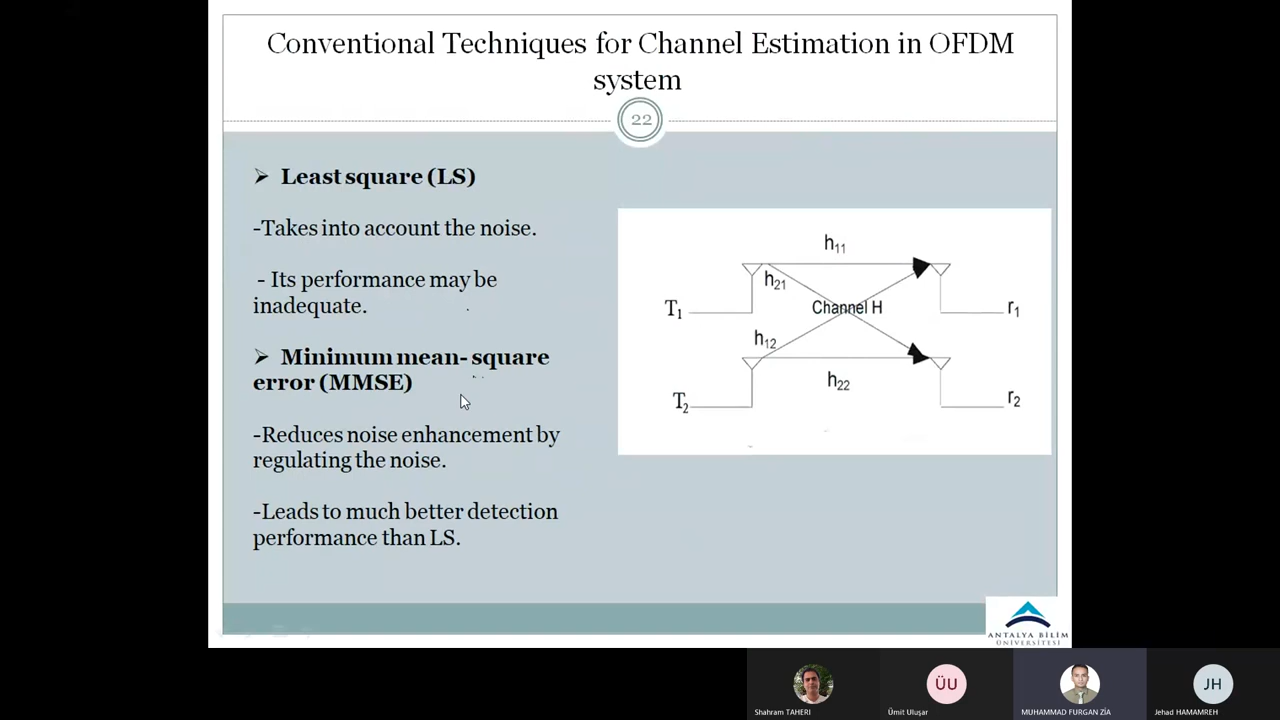 Conventional Techniques for Channel Estimation in OFDM
system
22
➢ Least square (LS)
-Takes into account the noise.
- Its performance may be
inadequate.
➢ Minimum mean- square
error (MMSE)
-Reduces noise enhancement by
regulating the noise.
-Leads to much better detection
performance than LS.
h11
h21
T1
Channel H
r1
h12
h22
T2
r2
ANTALYA BİLİM
ÜNİVERSİTESİ
ÜU
JH
Shahram TAHERI
Ümit Uluşar
MUHAMMAD FURGAN ZİA
Jehad HAMAMREH